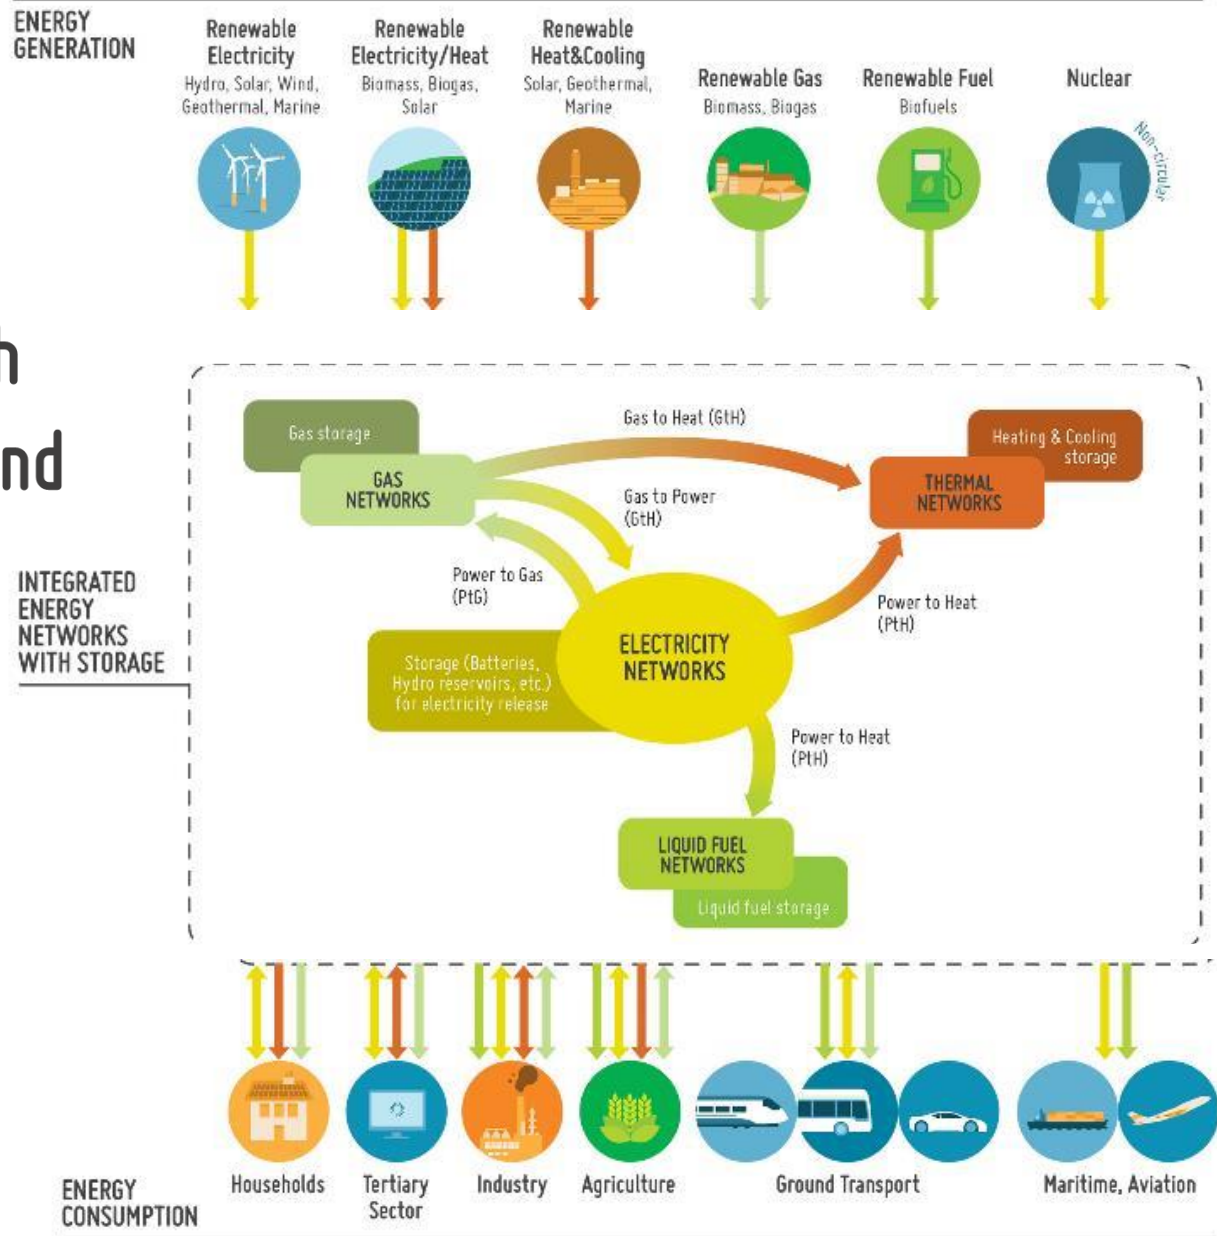 ENERGY
GENERATION
Renewable
Electricity
Hydro, Solar, Wind,
Geothermal, Marine
Renewable
Electricity/Heat
Biomass, Biogas,
Solar
Renewable
Heat&Cooling
Solar, Geothermal,
Marine
Renewable Gas
Biomass, Biogas
Renewable Fuel
Biofuels
Nuclear
Non-circular
h
nd
INTEGRATED
ENERGY
NETWORKS
WITH STORAGE
Gas storage
GAS
NETWORKS
Gas to Heat (GtH)
Heating & Cooling
storage
THERMAL
NETWORKS
Gas to Power
(GtH)
Power to Gas
(PtG)
Power to Heat
(PtH)
ELECTRICITY
NETWORKS
Storage (Batteries,
Hydro reservoirs, etc.)
for electricity release
Power to Heat
(PtH)
LIQUID FUEL
NETWORKS
Liquid fuel storage
ENERGY
CONSUMPTION
Households
Tertiary
Sector
Industry
Agriculture
Ground Transport
Maritime, Aviation